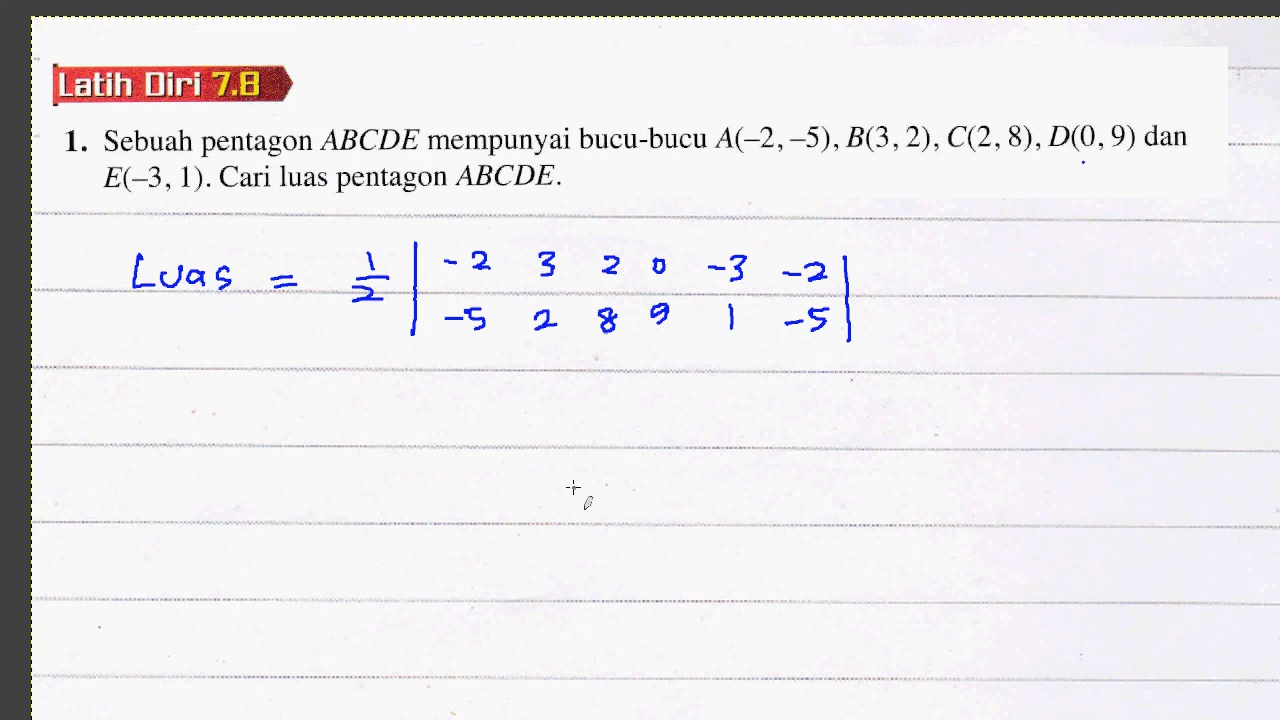 Latih Diri 7.8
1. Sebuah pentagon ABCDE mempunyai bucu-bucu A(–2, –5), B(3, 2), C(2, 8), D(0, 9) dan
E(–3, 1). Cari luas pentagon ABCDE.
Luas = 1/2 | -2 3 2 0 -3 -2 |
| -5 2 8 9 1 -5 |